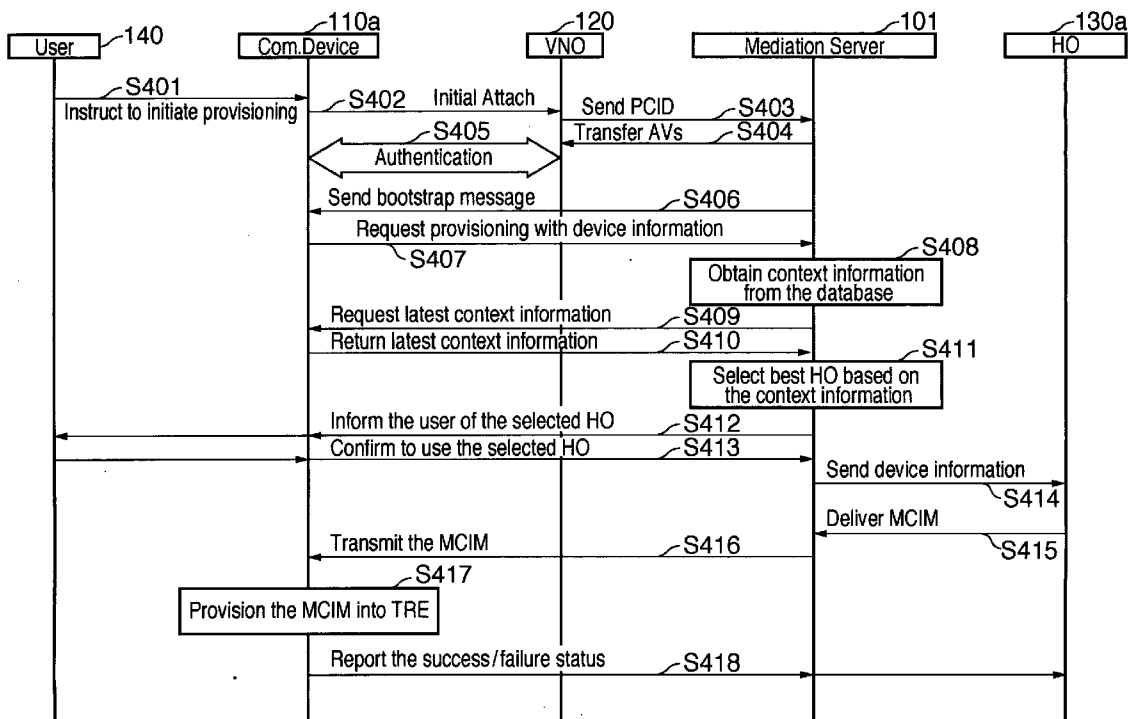 140
110a
120
101
130a
User
Com.Device
VNO
Mediation Server
HO
S401
Instruct to initiate provisioning
S402
Initial Attach
Send PCID
S403
Transfer AVs
S404
S405
Authentication
Send bootstrap message
S406
Request provisioning with device information
S407
S408
Obtain context information
from the database
Request latest context information
S409
Return latest context information
S410
S411
Select best HO based on
the context information
Inform the user of the selected HO
S412
Confirm to use the selected HO
S413
Send device information
S414
Deliver MCIM
S415
Transmit the MCIM
S416
S417
Provision the MCIM into TRE
Report the success/failure status
S418